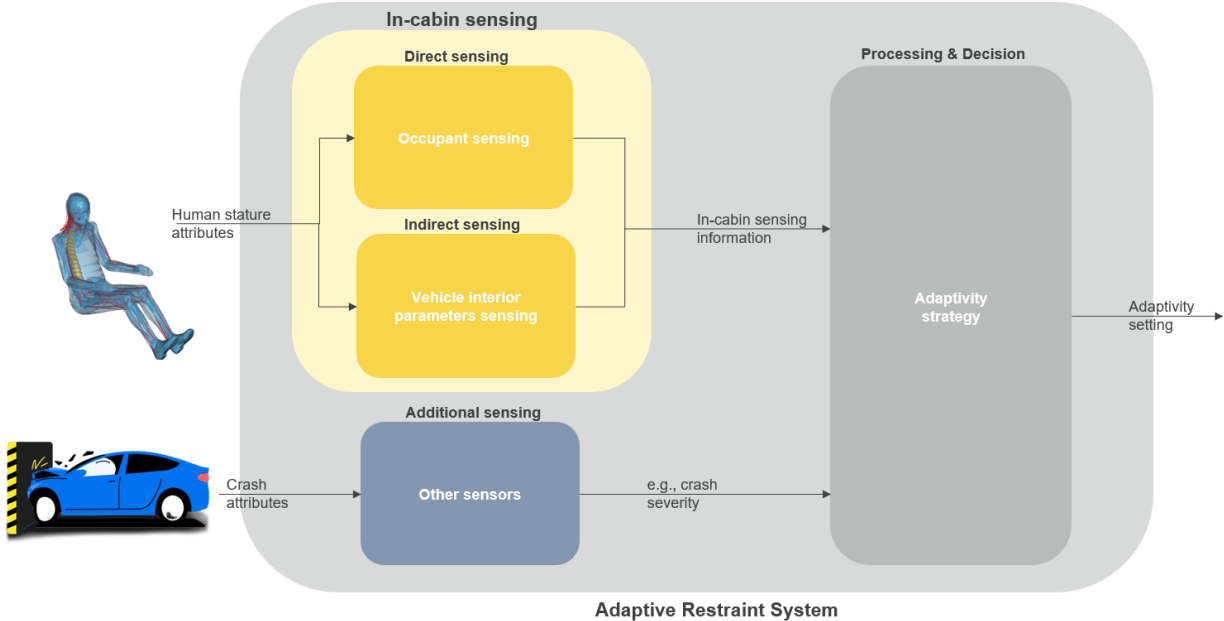 In-cabin sensing
Direct sensing
Processing & Decision
Occupant sensing
Human stature
attributes
Indirect sensing
In-cabin sensing
information
Vehicle interior
parameters sensing
Adaptivity
strategy
Adaptivity
setting
Additional sensing
Crash
attributes
Other sensors
e.g., crash
severity
Adaptive Restraint System